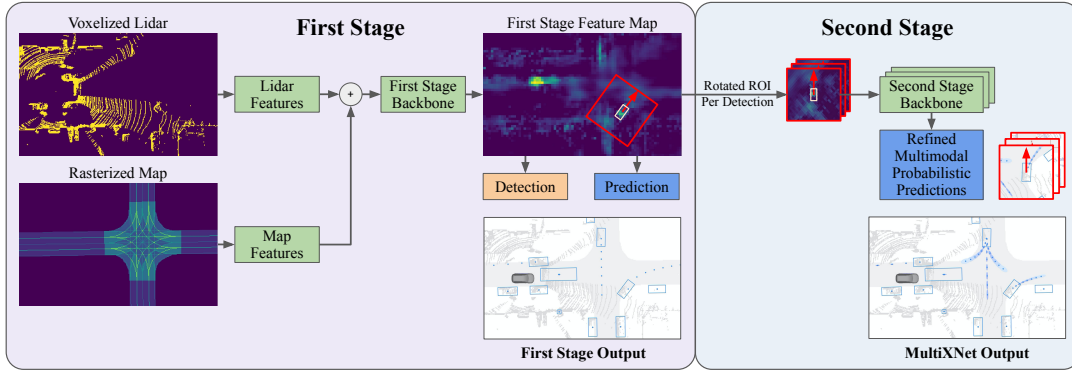 First Stage
Voxelized Lidar
Lidar
Features
+
First Stage
Backbone
First Stage Feature Map
Rasterized Map
Map
Features
Detection
Prediction
First Stage Output
Second Stage
Rotated ROI
Per Detection
Second Stage
Backbone
Refined
Multimodal
Probabilistic
Predictions
MultiXNet Output